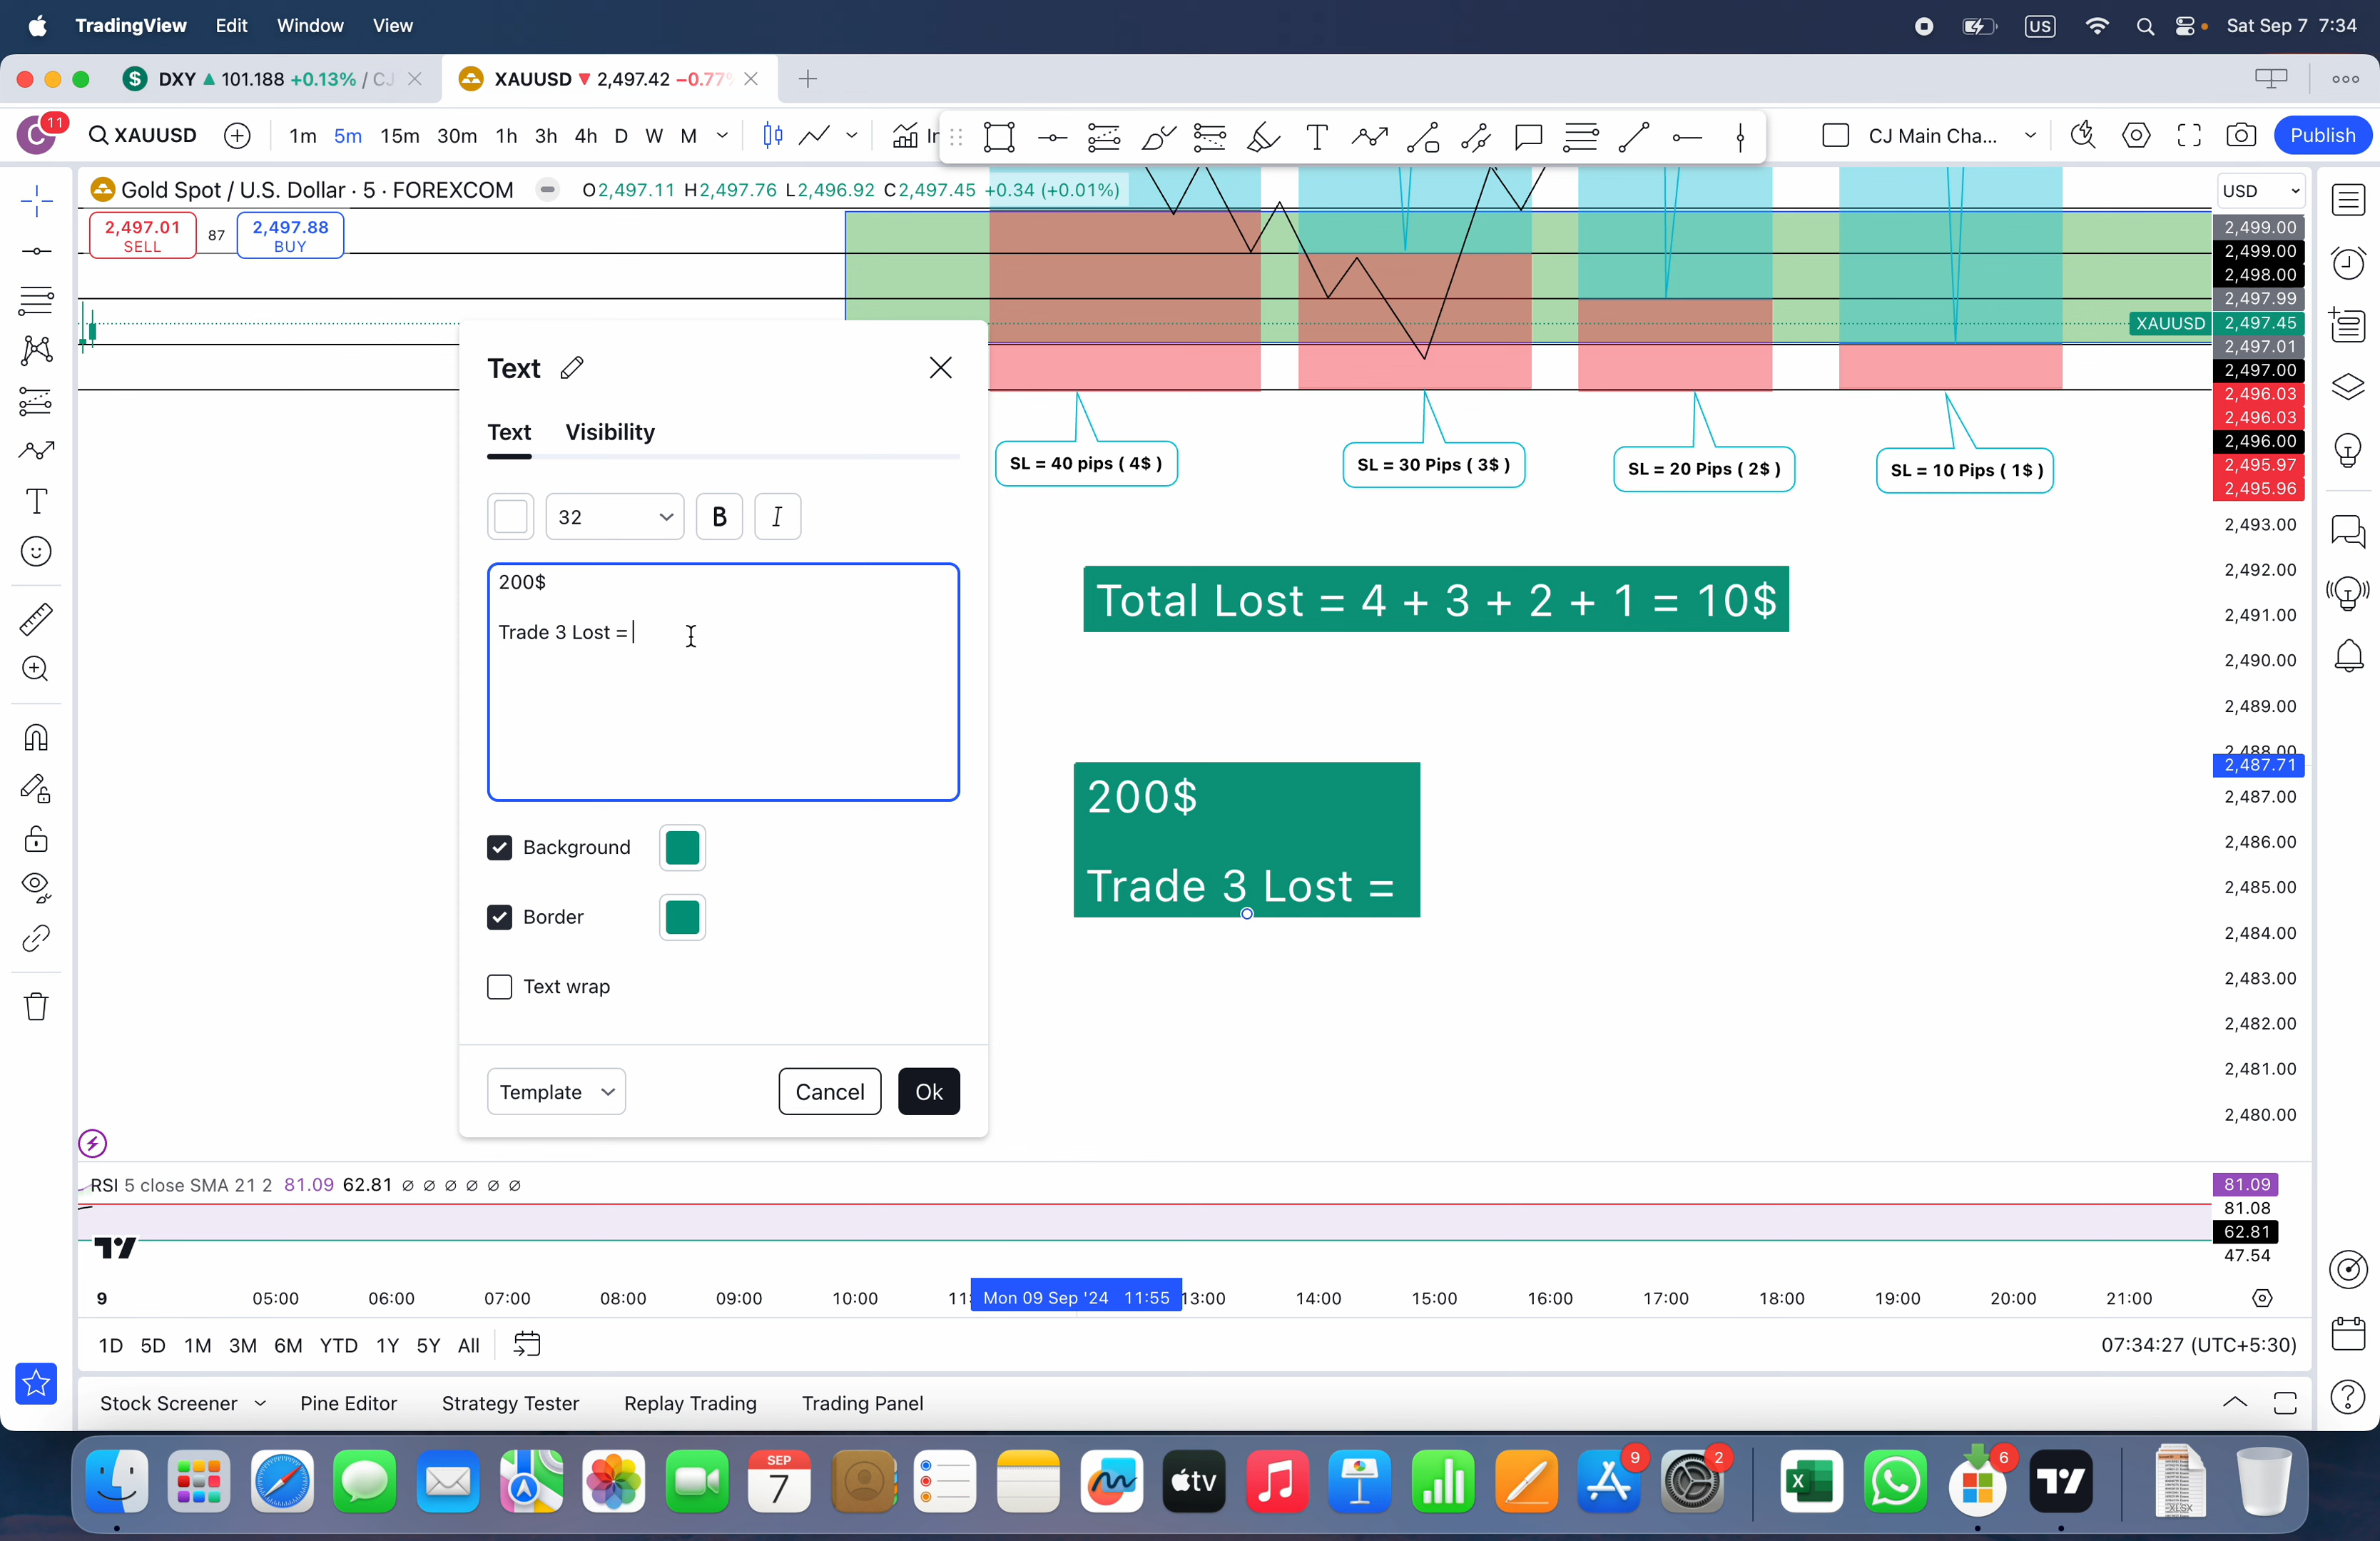 TradingView Edit Window View
US Sat Sep 7 7:34
DXY 101.188 +0.13% / CJ
XAUUSD 2,497.42 −0.77%
C 11
XAUUSD
1m 5m 15m 30m 1h 3h 4h D W M
CJ Main Cha...
Publish
Gold Spot / U.S. Dollar · 5 · FOREXCOM
O2,497.11 H2,497.76 L2,496.92 C2,497.45 +0.34 (+0.01%)
USD
2,497.01
SELL
87
2,497.88
BUY
2,499.00
2,499.00
2,498.00
2,497.99
XAUUSD 2,497.45
2,497.01
2,497.00
2,496.03
2,496.03
2,496.00
2,495.97
2,495.96
2,493.00
2,492.00
2,491.00
2,490.00
2,489.00
2,488.00
2,487.71
2,487.00
2,486.00
2,485.00
2,484.00
2,483.00
2,482.00
2,481.00
2,480.00
Text
Text Visibility
32 B I
200$
Trade 3 Lost =
Background
Border
Text wrap
Template Cancel Ok
SL = 40 pips ( 4$ )
SL = 30 Pips ( 3$ )
SL = 20 Pips ( 2$ )
SL = 10 Pips ( 1$ )
Total Lost = 4 + 3 + 2 + 1 = 10$
200$
Trade 3 Lost =
RSI 5 close SMA 21 2 81.09 62.81 ∅ ∅ ∅ ∅ ∅ ∅
81.09
81.08
62.81
47.54
9 05:00 06:00 07:00 08:00 09:00 10:00 11: Mon 09 Sep '24 11:55 13:00 14:00 15:00 16:00 17:00 18:00 19:00 20:00 21:00
1D 5D 1M 3M 6M YTD 1Y 5Y All
07:34:27 (UTC+5:30)
Stock Screener Pine Editor Strategy Tester Replay Trading Trading Panel
SEP
7
tv
9
2
X
6
XLSX